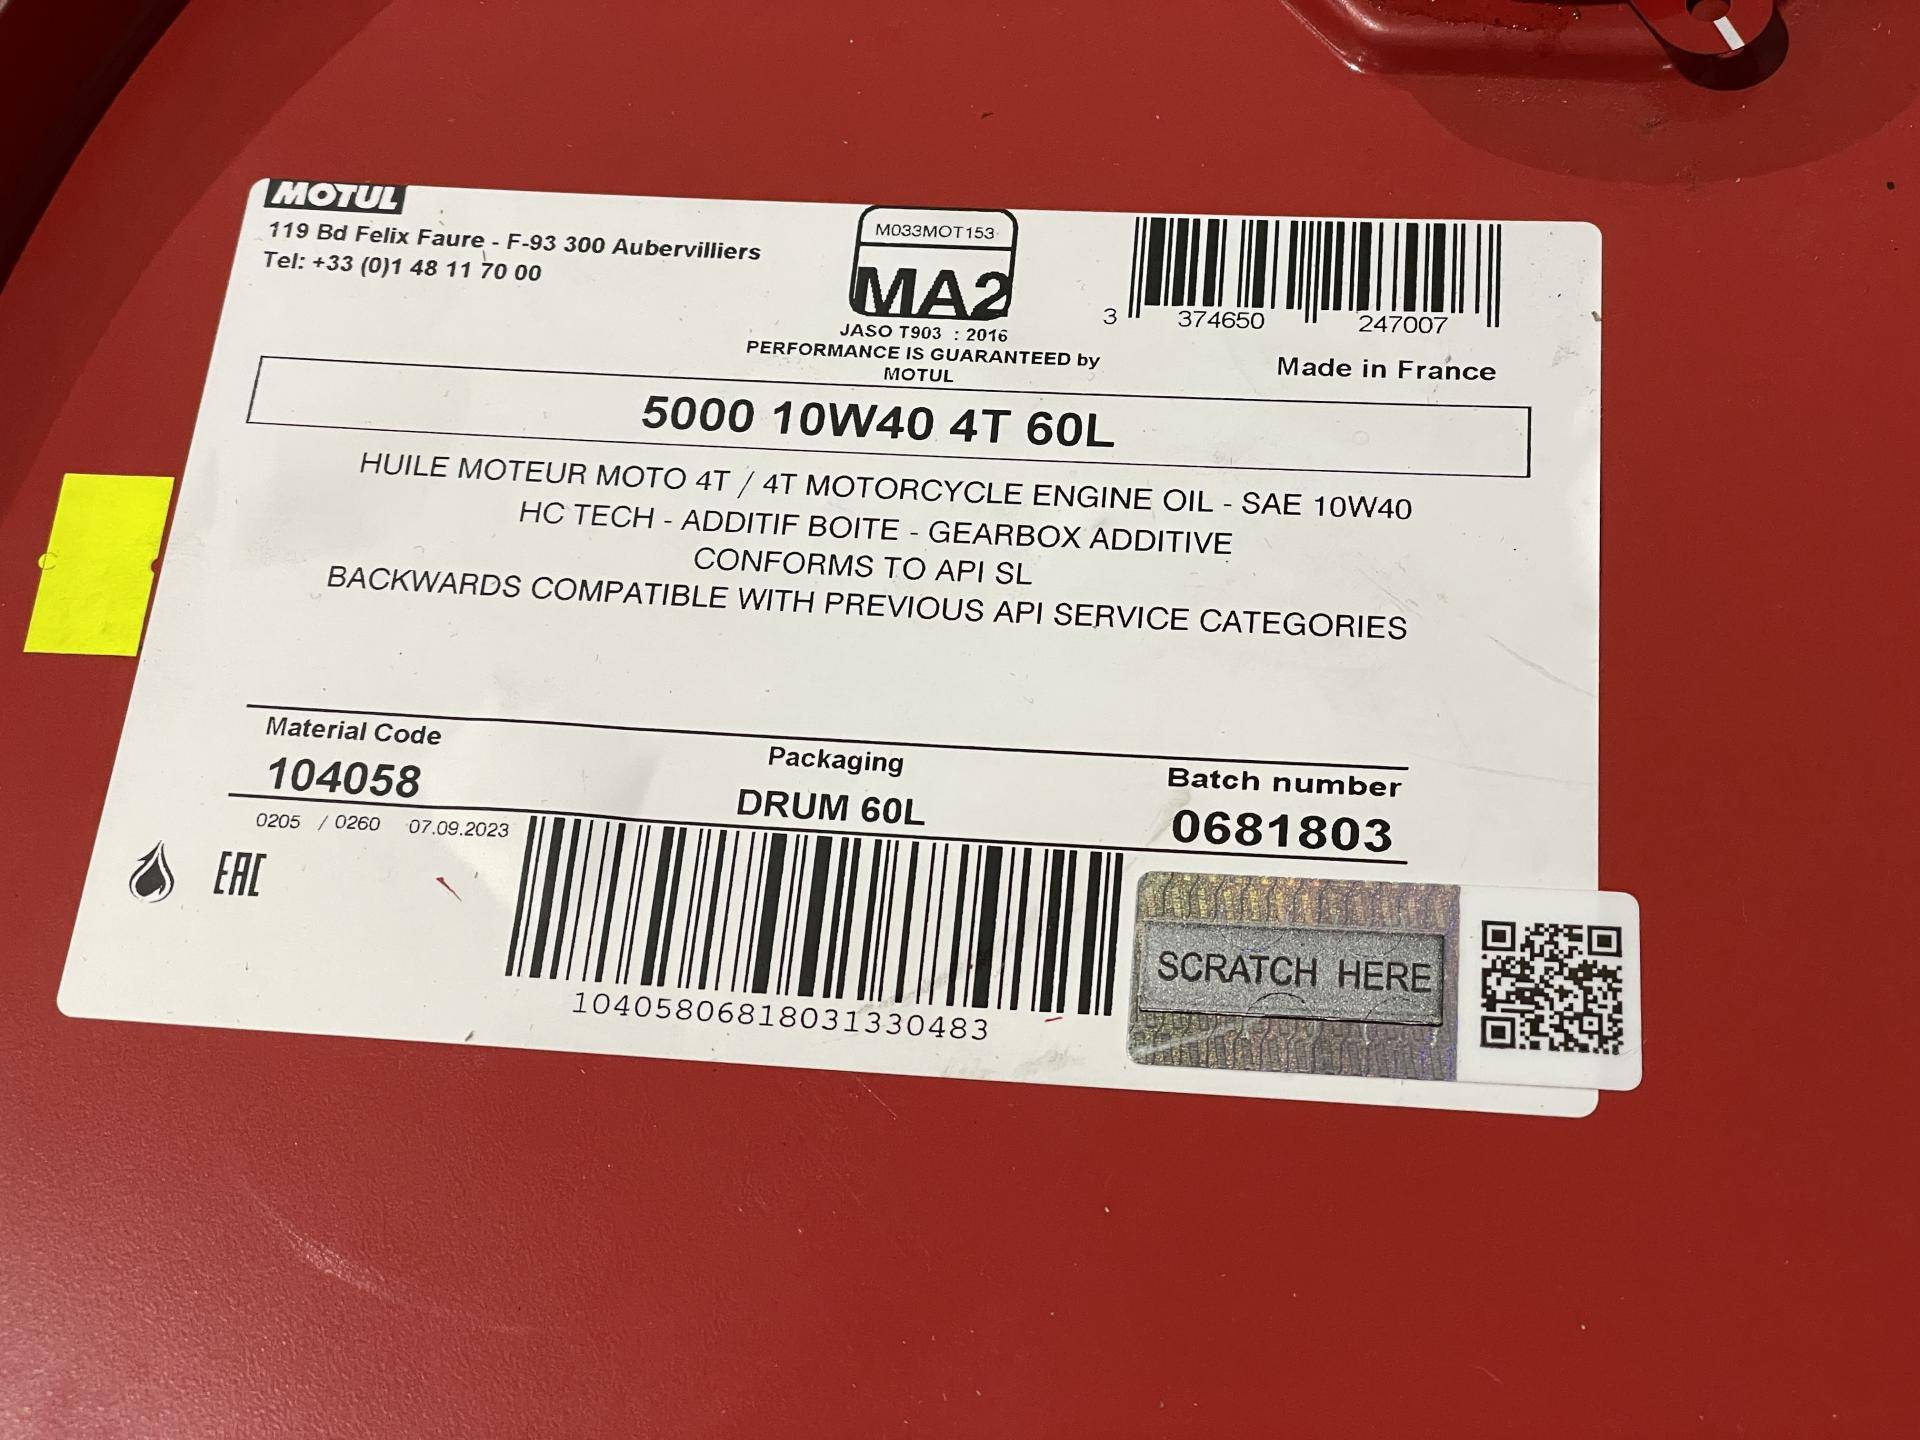 MOTUL
119 Bd Felix Faure - F-93 300 Aubervilliers
Tel: +33 (0)1 48 11 70 00
M033MOT153
MA2
JASO T903 : 2016
PERFORMANCE IS GUARANTEED by
MOTUL
3 374650 247007
Made in France
5000 10W40 4T 60L
HUILE MOTEUR MOTO 4T / 4T MOTORCYCLE ENGINE OIL - SAE 10W40
HC TECH - ADDITIF BOITE - GEARBOX ADDITIVE
CONFORMS TO API SL
BACKWARDS COMPATIBLE WITH PREVIOUS API SERVICE CATEGORIES
Material Code
104058
Packaging
DRUM 60L
Batch number
0681803
0205 / 0260 07.09.2023
EAC
10405806818031330483
SCRATCH HERE